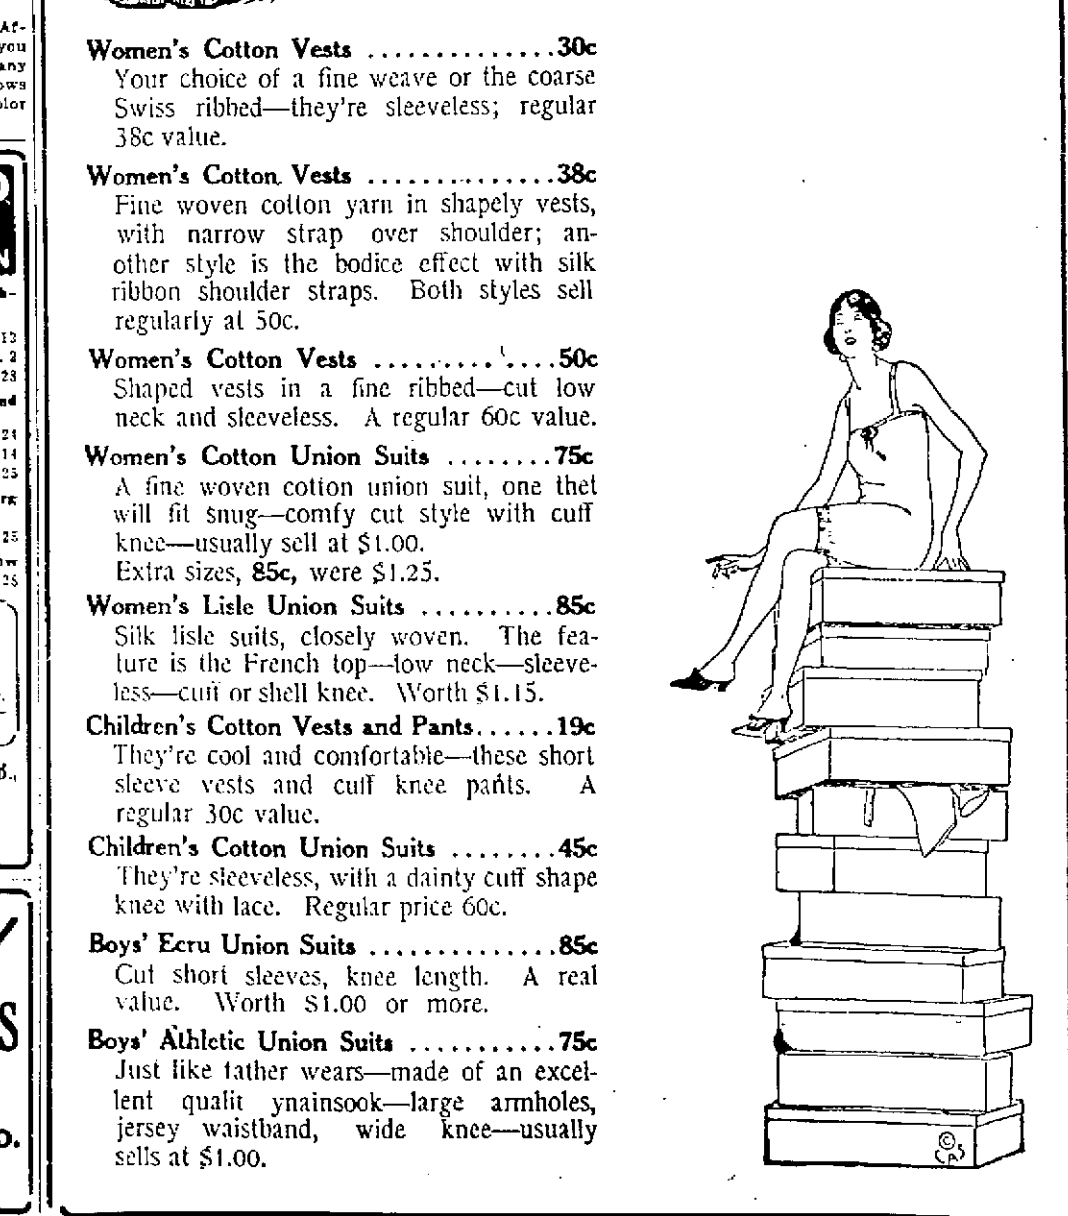 Af-
you
any
ows
olor
Women's Cotton Vests ..............30c
Your choice of a fine weave or the coarse
Swiss ribbed—they're sleeveless; regular
38c value.
Women's Cotton Vests ..............38c
Fine woven cotton yarn in shapely vests,
with narrow strap over shoulder; an-
other style is the bodice effect with silk
ribbon shoulder straps. Both styles sell
regularly at 50c.
Women's Cotton Vests ..............50c
Shaped vests in a fine ribbed—cut low
neck and sleeveless. A regular 60c value.
Women's Cotton Union Suits ........75c
A fine woven cotton union suit, one thet
will fit snug—comfy cut style with cuff
knee—usually sell at $1.00.
Extra sizes, 85c, were $1.25.
Women's Lisle Union Suits ..........85c
Silk lisle suits, closely woven. The fea-
ture is the French top—low neck—sleeve-
less—cuff or shell knee. Worth $1.15.
Children's Cotton Vests and Pants......19c
They're cool and comfortable—these short
sleeve vests and cuff knee pants. A
regular 30c value.
Children's Cotton Union Suits ........45c
They're sleeveless, with a dainty cuff shape
knee with lace. Regular price 60c.
Boys' Ecru Union Suits ..............85c
Cut short sleeves, knee length. A real
value. Worth $1.00 or more.
Boys' Athletic Union Suits ...........75c
Just like father wears—made of an excel-
lent qualit ynainsook—large armholes,
jersey waistband, wide knee—usually
sells at $1.00.
© CAS